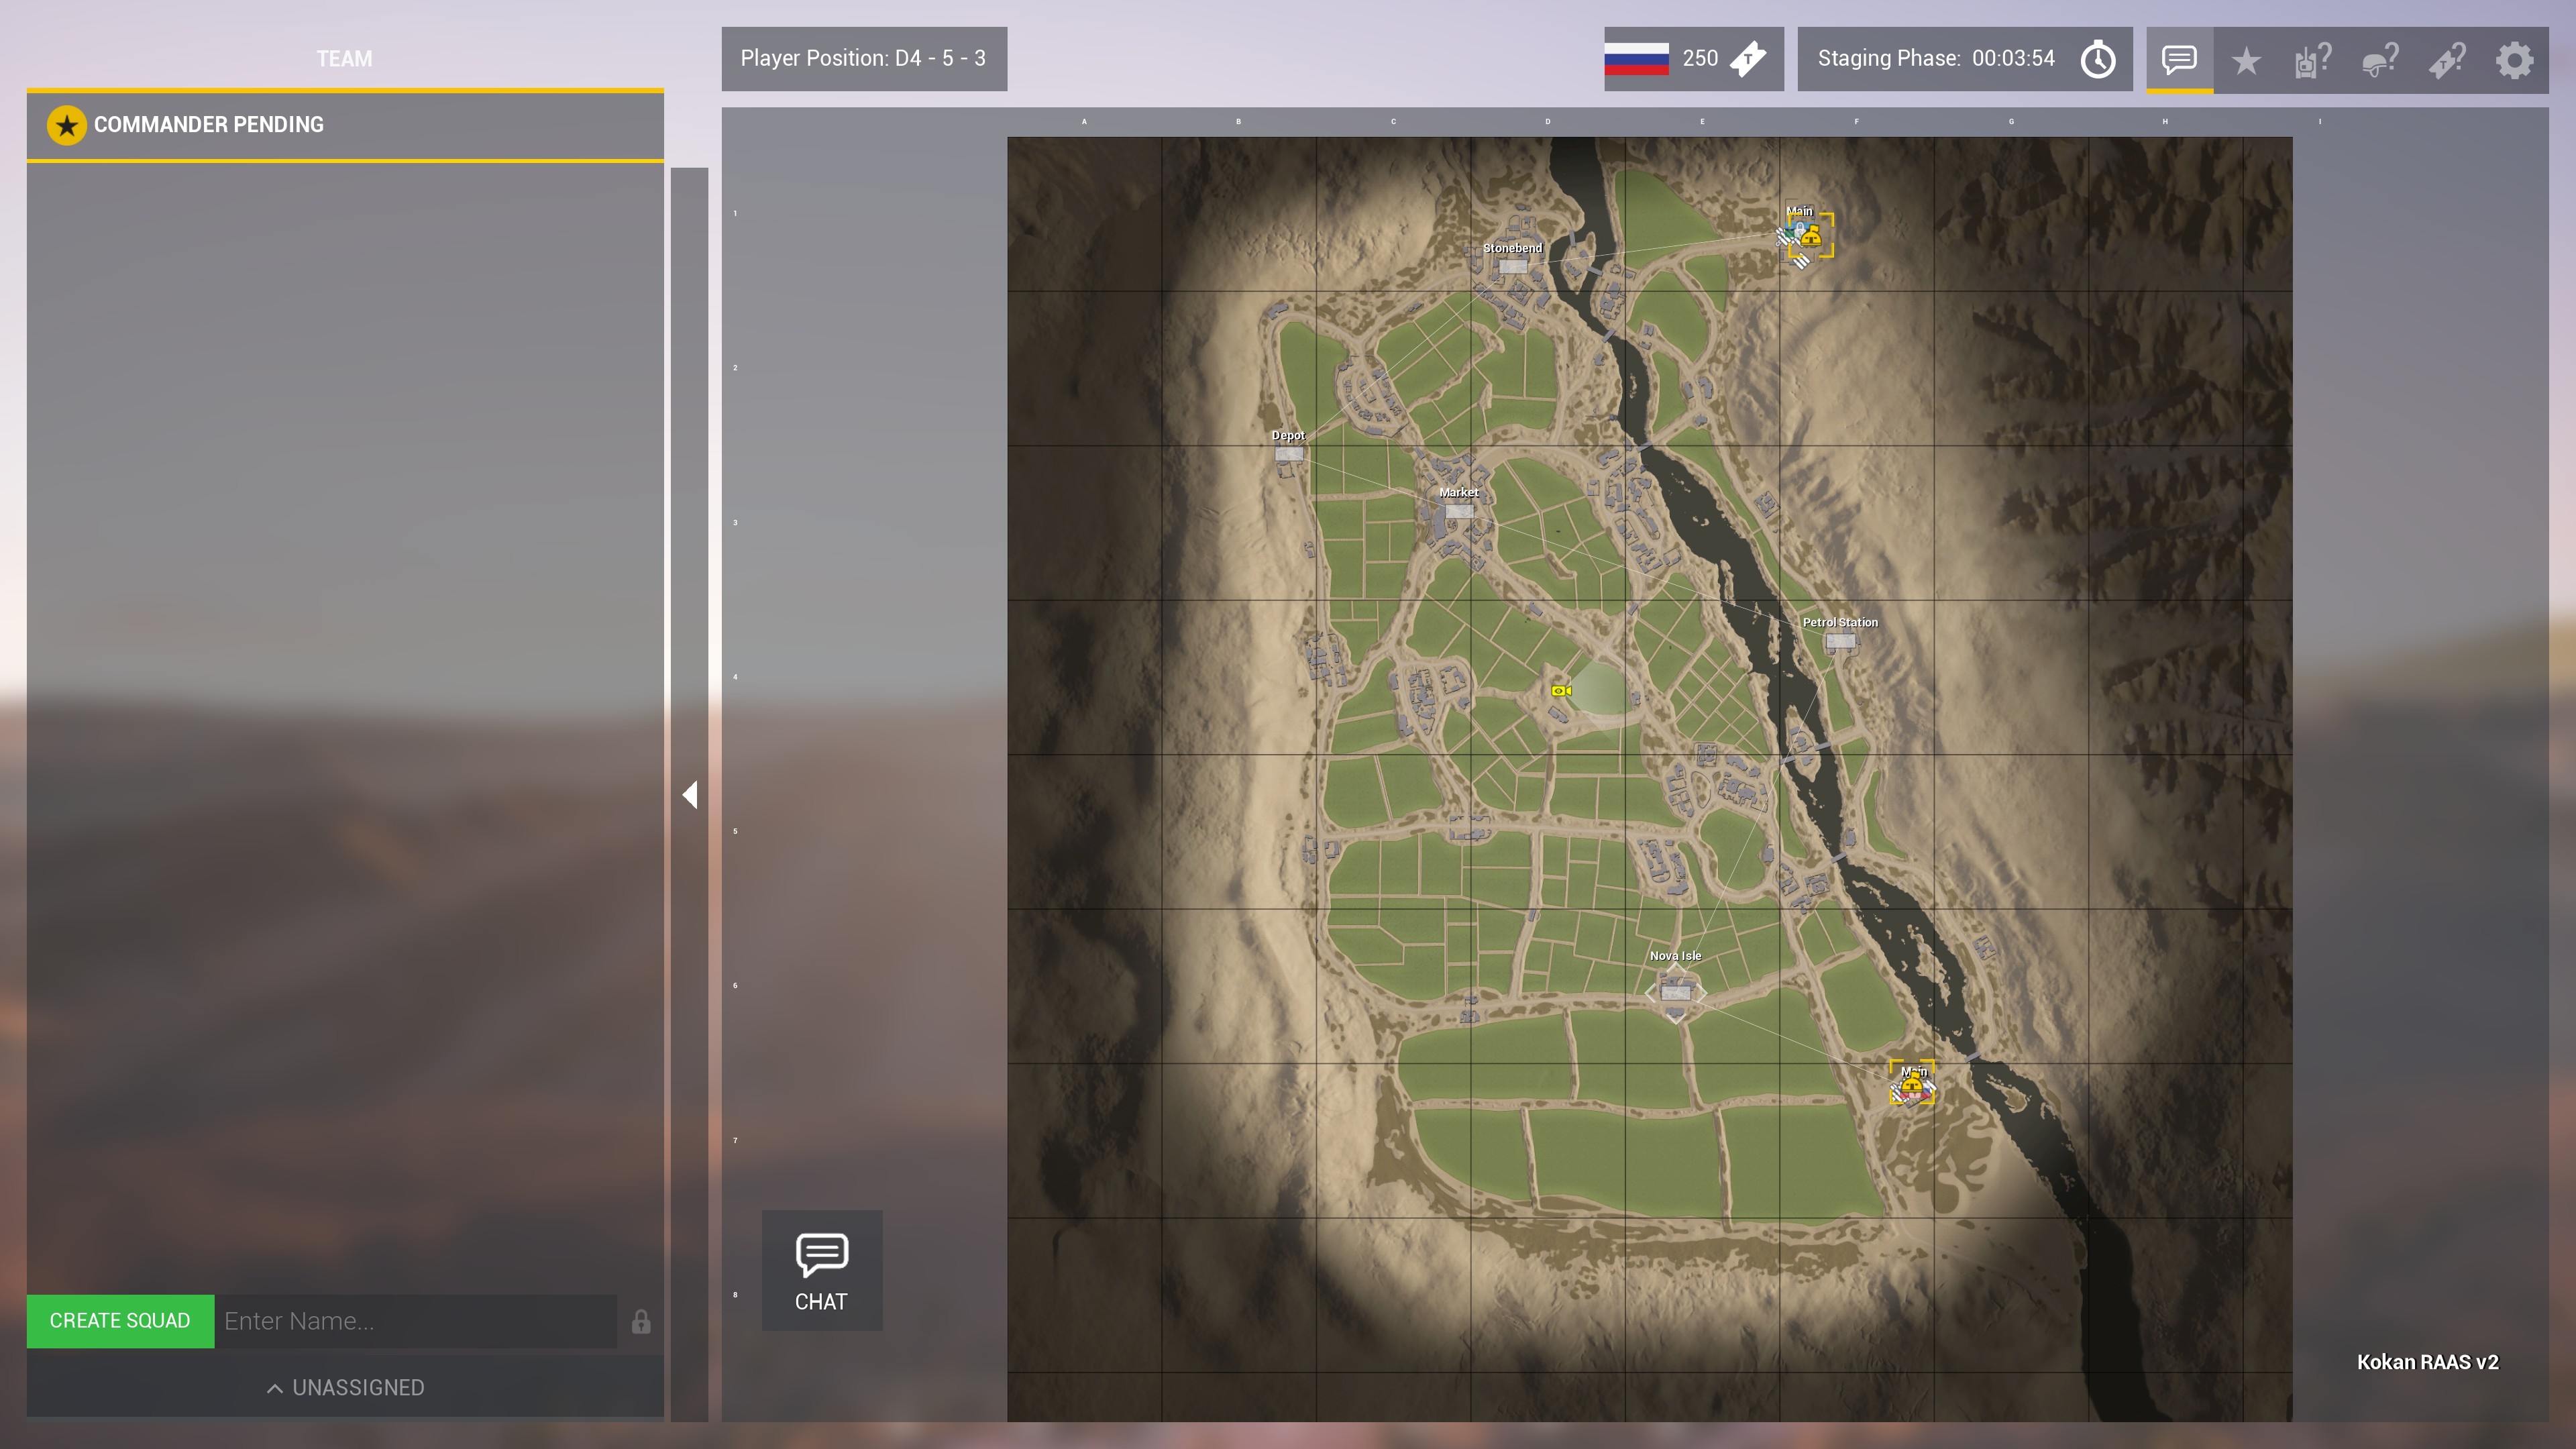 TEAM
Player Position: D4 - 5 - 3
250
T
Staging Phase: 00:03:54
COMMANDER PENDING
A B C D E F G H I
1
Main
Stonebend
2
Depot
Market
3
Petrol Station
4
5
Nova Isle
6
Main
7
8
CHAT
CREATE SQUAD
Enter Name...
UNASSIGNED
Kokan RAAS v2